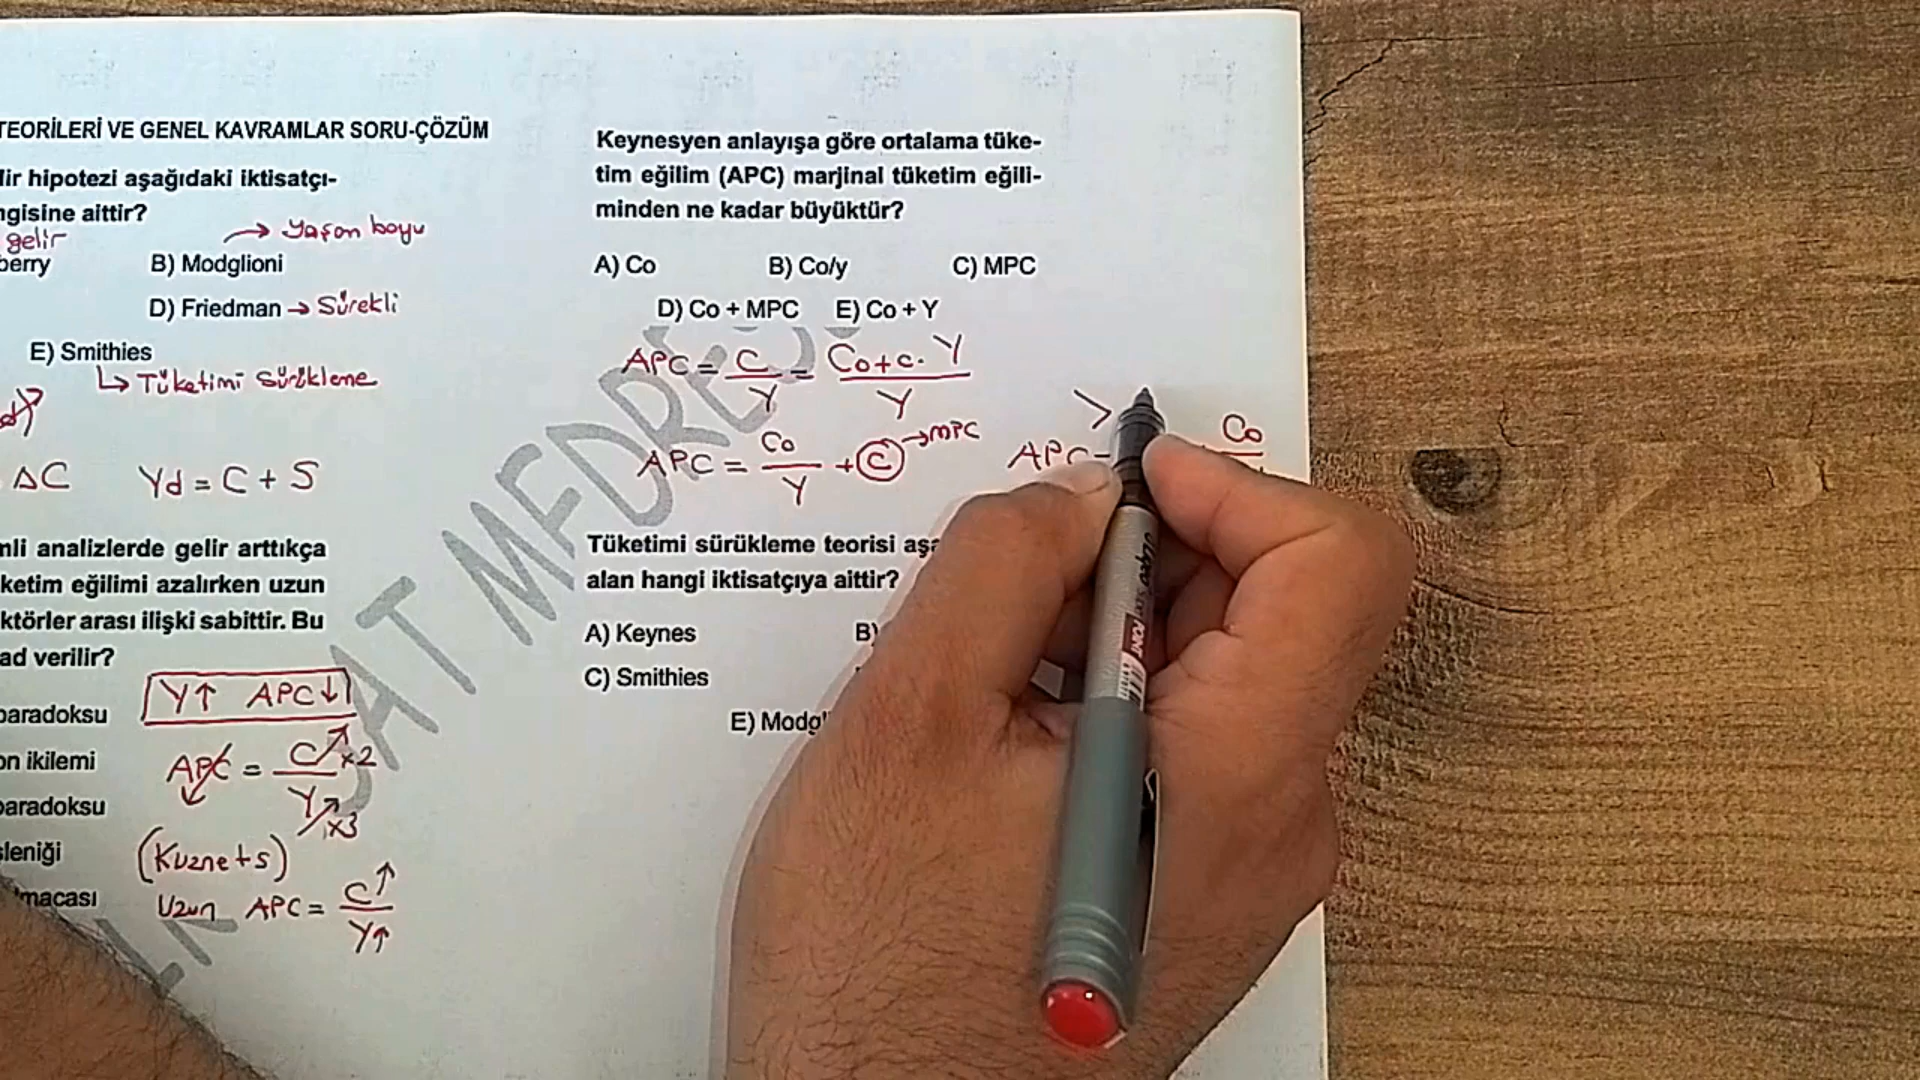 TEORİLERİ VE GENEL KAVRAMLAR SORU-ÇÖZÜM
lir hipotezi aşağıdaki iktisatçı-
ngisine aittir?
gelir
→ Yaşam boyu
berry
B) Modglioni
D) Friedman → Sürekli
E) Smithies
↳ Tüketimi Sürükleme
ΔC Yd = C + S
nli analizlerde gelir arttıkça
ketim eğilimi azalırken uzun
ktörler arası ilişki sabittir. Bu
ad verilir?
Y↑ APC↓
paradoksu
on ikilemi
APC = C x2
Y x3
paradoksu
şleniği
(Kuznets)
macası
Uzun APC = C↑
Y↑
Keynesyen anlayışa göre ortalama tüke-
tim eğilim (APC) marjinal tüketim eğili-
minden ne kadar büyüktür?
A) Co B) Co/y C) MPC
D) Co + MPC E) Co + Y
APC = C = Co + c. Y
Y Y
APC = Co + c → MPC
Y
>
APC
Co
Tüketimi sürükleme teorisi aşa
alan hangi iktisatçıya aittir?
A) Keynes B)
C) Smithies
E) Modgl